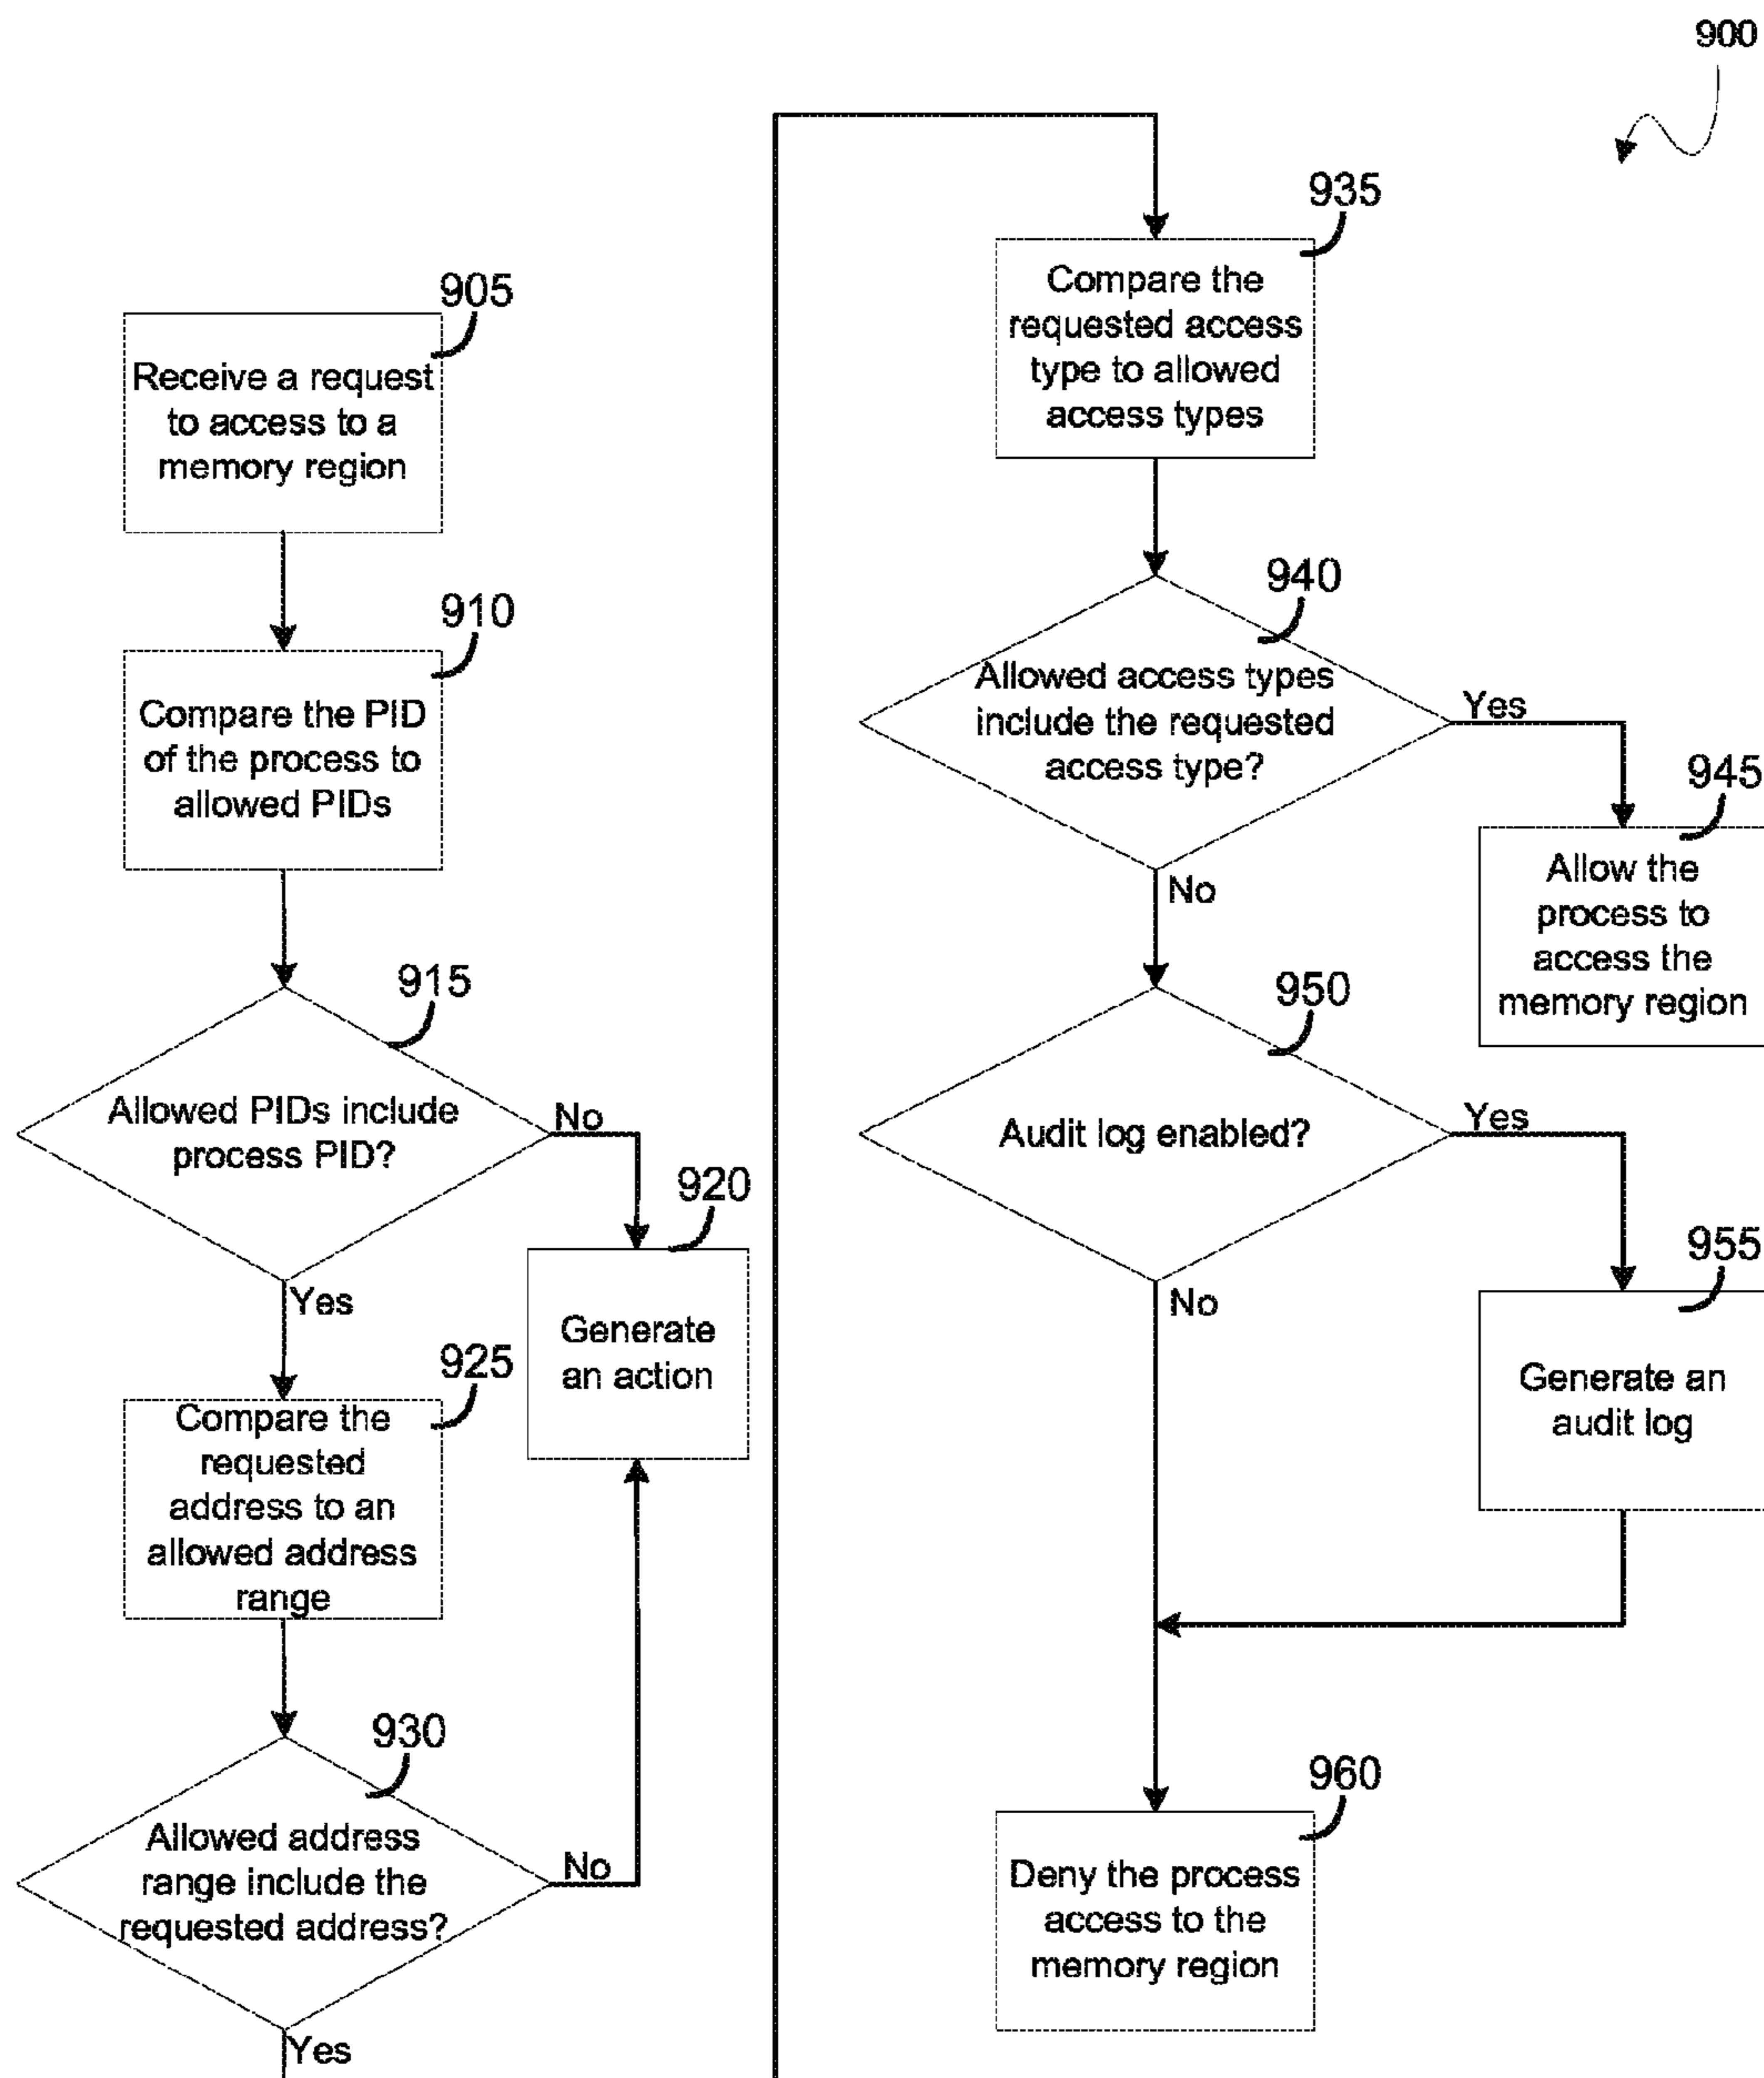 900
905
Receive a request
to access to a
memory region
910
Compare the PID
of the process to
allowed PIDs
915
Allowed PIDs include
process PID?
No
Yes
920
Generate
an action
925
Compare the
requested
address to an
allowed address
range
930
Allowed address
range include the
requested address?
No
Yes
935
Compare the
requested access
type to allowed
access types
940
Allowed access types
include the requested
access type?
Yes
No
945
Allow the
process to
access the
memory region
950
Audit log enabled?
Yes
No
955
Generate an
audit log
960
Deny the process
access to the
memory region